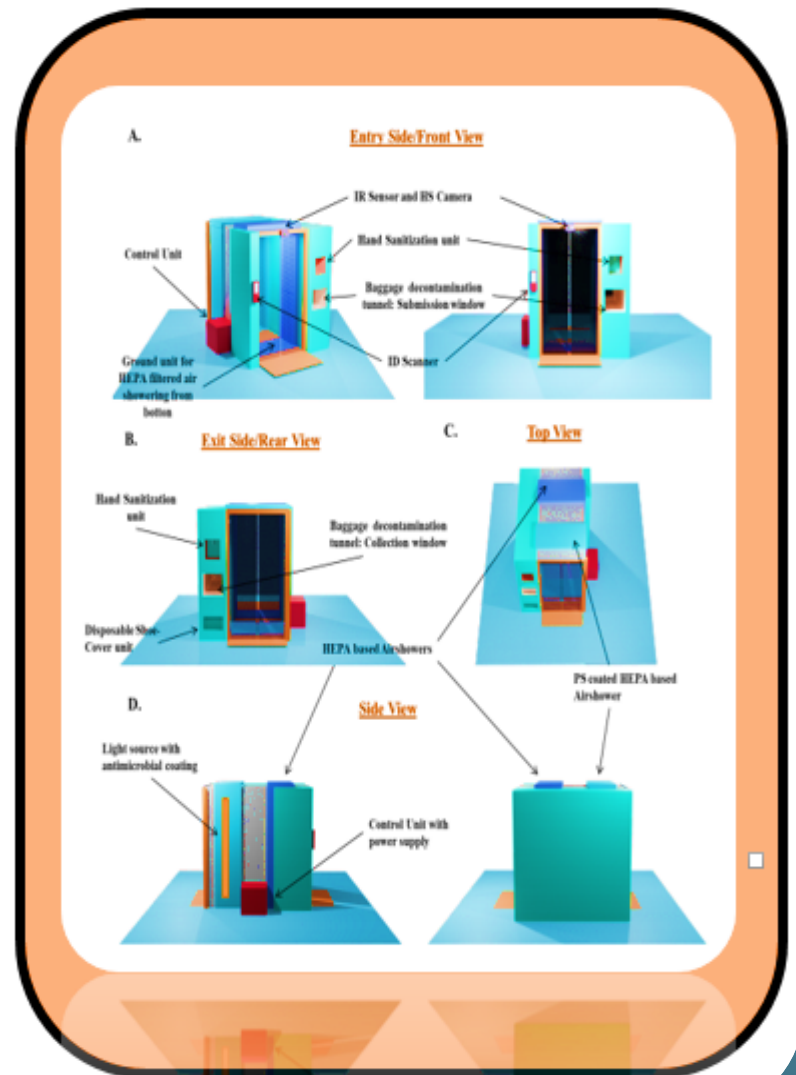 A.
Entry Side/Front View
IR Sensor and HS Camera
Control Unit
Hand Sanitization unit
Baggage decontamination
tunnel: Submission window
ID Scanner
Ground unit for
HEPA filtered air
showering from
botton
B.
Exit Side/Rear View
C.
Top View
Hand Sanitization
unit
Baggage decontamination
tunnel: Collection window
Disposable Shoe-
Cover unit
HEPA based Airshowers
PS coated HEPA based
Airshower
D.
Side View
Light source with
antimicrobial coating
Control Unit with
power supply